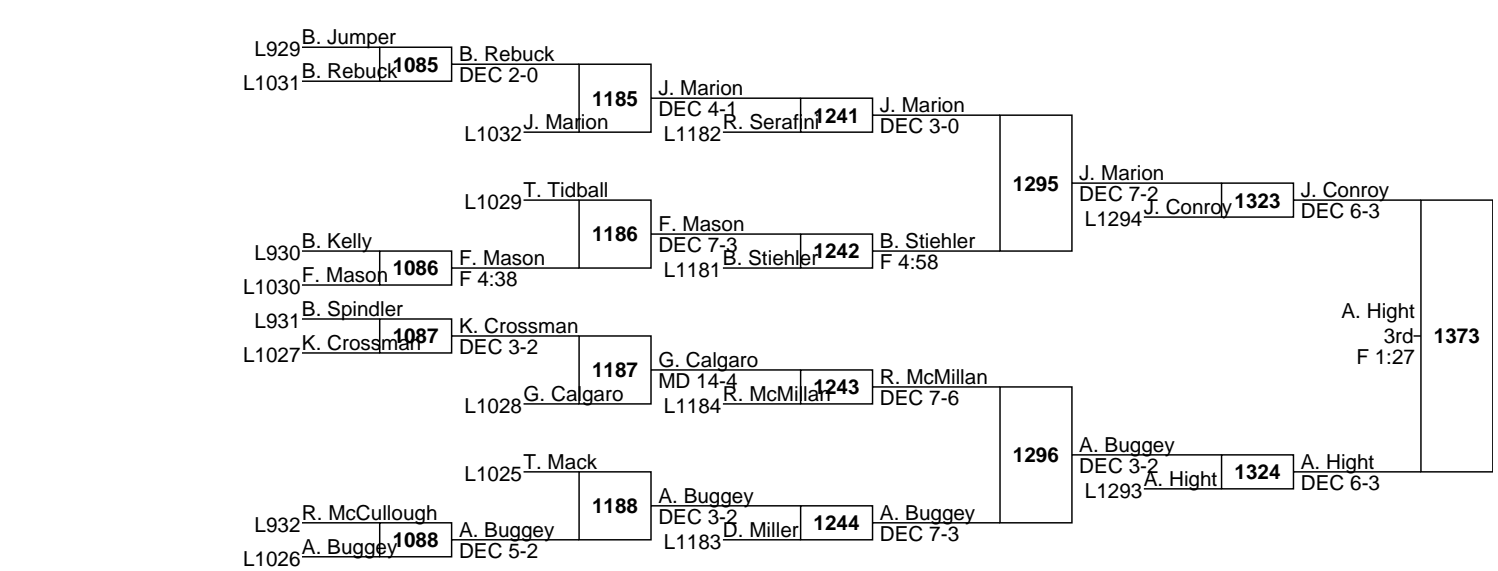 L929 B. Jumper
L1031 B. Rebuck
1085
B. Rebuck
DEC 2-0
L1032 J. Marion
1185
J. Marion
DEC 4-1
L1182 R. Serafini
1241
J. Marion
DEC 3-0
L1029 T. Tidball
L930 B. Kelly
L1030 F. Mason
1086
F. Mason
F 4:38
1186
F. Mason
DEC 7-3
L1181 B. Stiehler
1242
B. Stiehler
F 4:58
1295
J. Marion
DEC 7-2
L1294 J. Conroy
1323
J. Conroy
DEC 6-3
L931 B. Spindler
L1027 K. Crossman
1087
K. Crossman
DEC 3-2
L1028 G. Calgaro
1187
G. Calgaro
MD 14-4
L1184 R. McMillan
1243
R. McMillan
DEC 7-6
L1025 T. Mack
L932 R. McCullough
L1026 A. Buggey
1088
A. Buggey
DEC 5-2
1188
A. Buggey
DEC 3-2
L1183 D. Miller
1244
A. Buggey
DEC 7-3
1296
A. Buggey
DEC 3-2
L1293 A. Hight
1324
A. Hight
DEC 6-3
A. Hight
3rd
F 1:27
1373